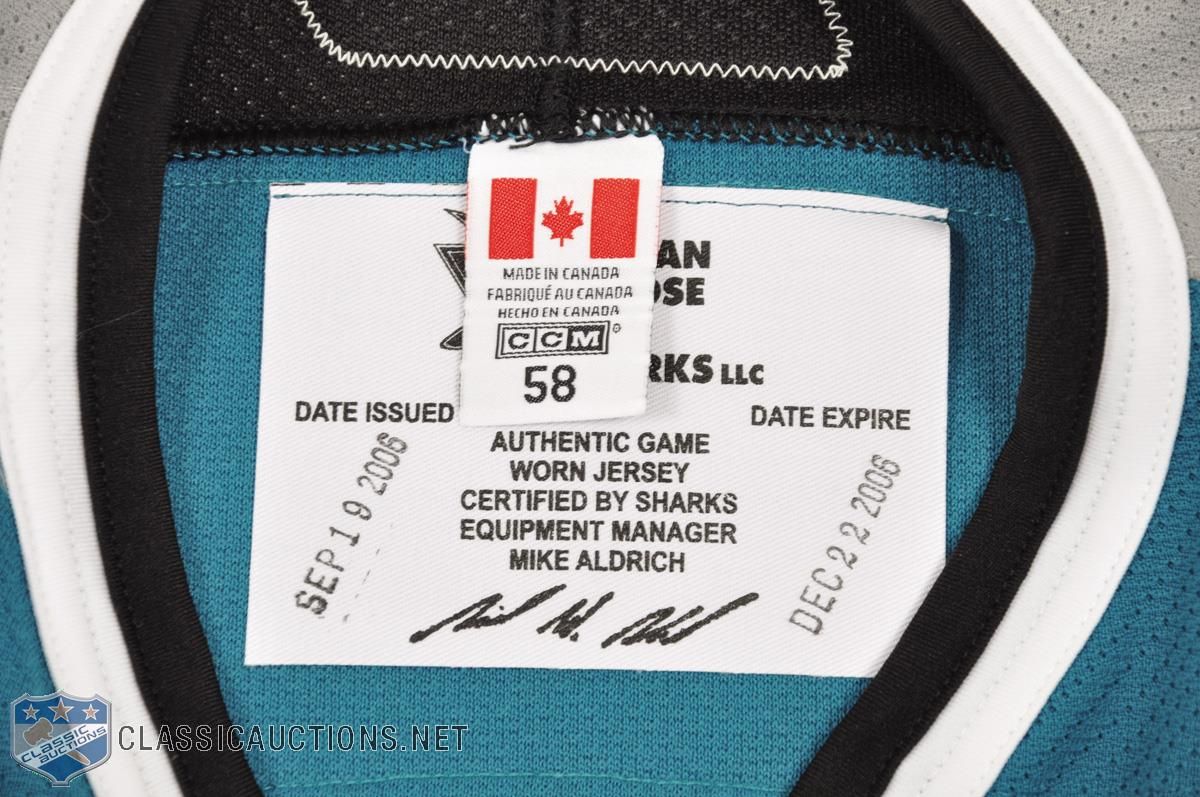 MADE IN CANADA
FABRIQUÉ AU CANADA
HECHO EN CANADA
CCM®
58
AN
OSE
RKS LLC
DATE ISSUED
DATE EXPIRE
SEP 19 2006
DEC 22 2006
AUTHENTIC GAME
WORN JERSEY
CERTIFIED BY SHARKS
EQUIPMENT MANAGER
MIKE ALDRICH
CLASSIC
AUCTIONS
CLASSICAUCTIONS.NET